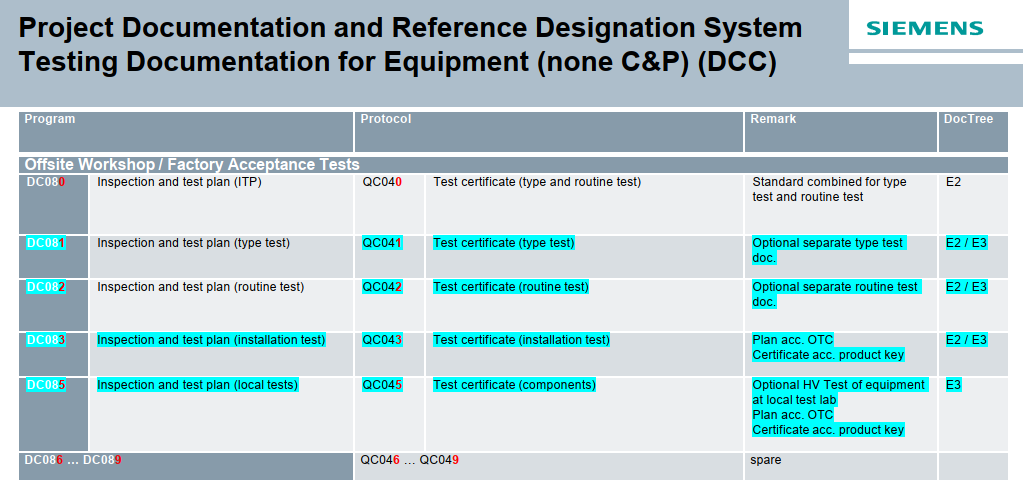 Project Documentation and Reference Designation System
Testing Documentation for Equipment (none C&P) (DCC)
SIEMENS
Program Protocol Remark DocTree
Offsite Workshop / Factory Acceptance Tests
DC080 Inspection and test plan (ITP) QC040 Test certificate (type and routine test) Standard combined for type E2
test and routine test
DC081 Inspection and test plan (type test) QC041 Test certificate (type test) Optional separate type test E2 / E3
doc.
DC082 Inspection and test plan (routine test) QC042 Test certificate (routine test) Optional separate routine test E2 / E3
doc.
DC083 Inspection and test plan (installation test) QC043 Test certificate (installation test) Plan acc. OTC E2 / E3
Certificate acc. product key
DC085 Inspection and test plan (local tests) QC045 Test certificate (components) Optional HV Test of equipment E3
at local test lab
Plan acc. OTC
Certificate acc. product key
DC086 … DC089 QC046 … QC049 spare